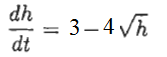 dh/dt = 3 – 4 √h